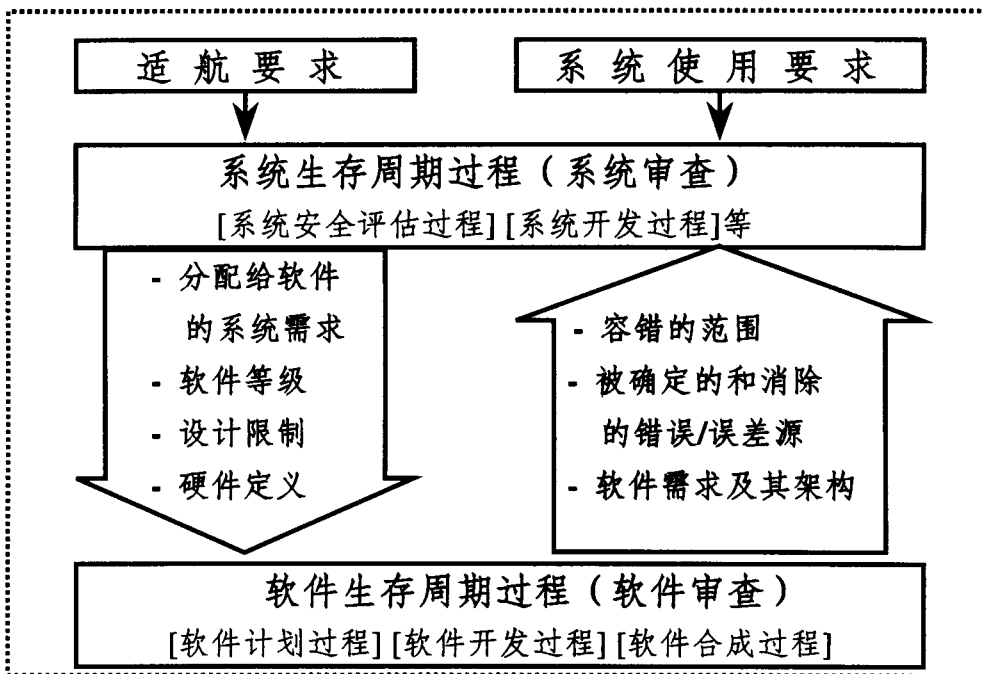 适航要求
系统使用要求
系统生存周期过程（系统审查）
[系统安全评估过程] [系统开发过程]等
- 分配给软件
的系统需求
- 软件等级
- 设计限制
- 硬件定义
- 容错的范围
- 被确定的和消除
的错误/误差源
- 软件需求及其架构
软件生存周期过程（软件审查）
[软件计划过程] [软件开发过程] [软件合成过程]